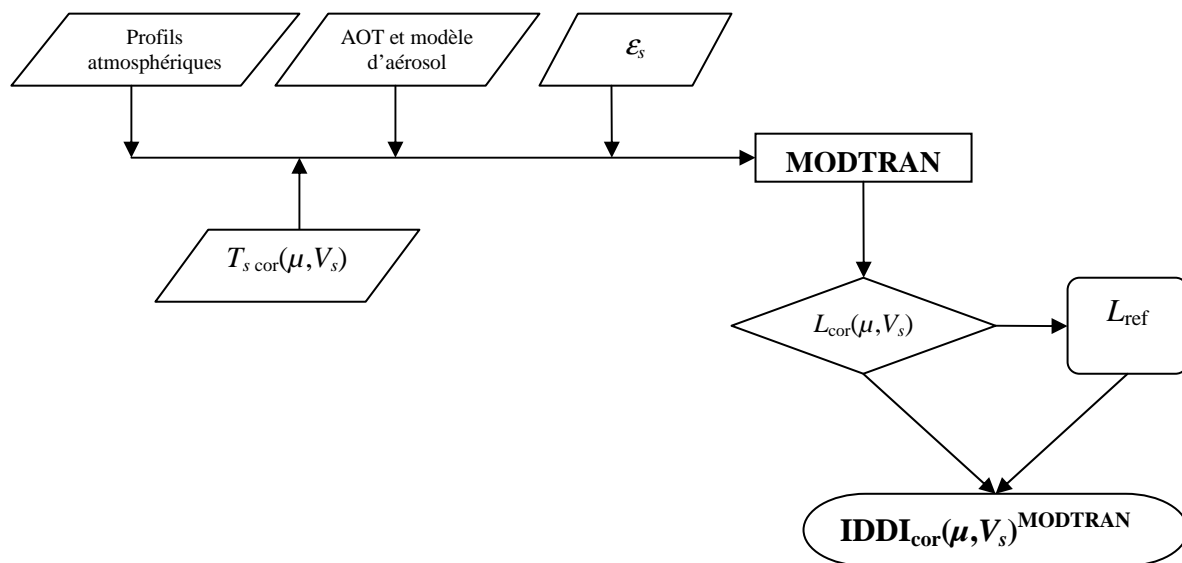 Profils
atmosphériques
AOT et modèle
d’aérosol
εs
MODTRAN
Ts cor(μ,Vs)
Lcor(μ,Vs)
Lref
IDDIcor(μ,Vs)MODTRAN